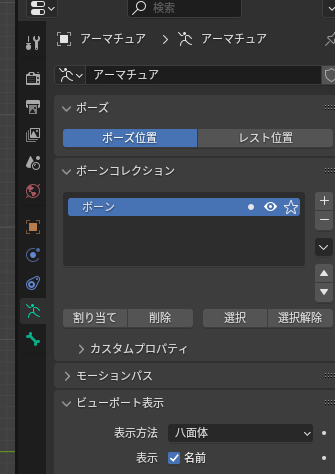 検索
アーマチュア アーマチュア
アーマチュア
ポーズ
ポーズ位置 レスト位置
ボーンコレクション
ボーン
割り当て 削除 選択 選択解除
カスタムプロパティ
モーションパス
ビューポート表示
表示方法 八面体
表示 名前